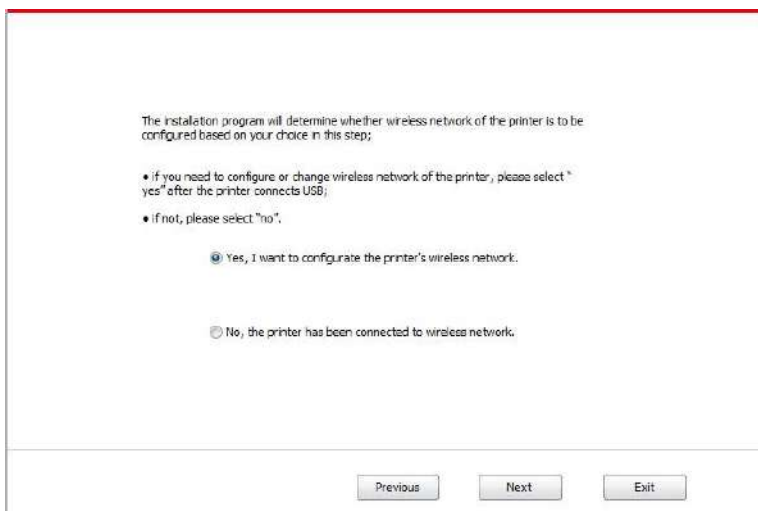 The installation program will determine whether wireless network of the printer is to be
configured based on your choice in this step;
• if you need to configure or change wireless network of the printer, please select “
yes” after the printer connects USB;
• if not, please select “no”.
Yes, I want to configurate the printer's wireless network.
No, the printer has been connected to wireless network.
Previous Next Exit